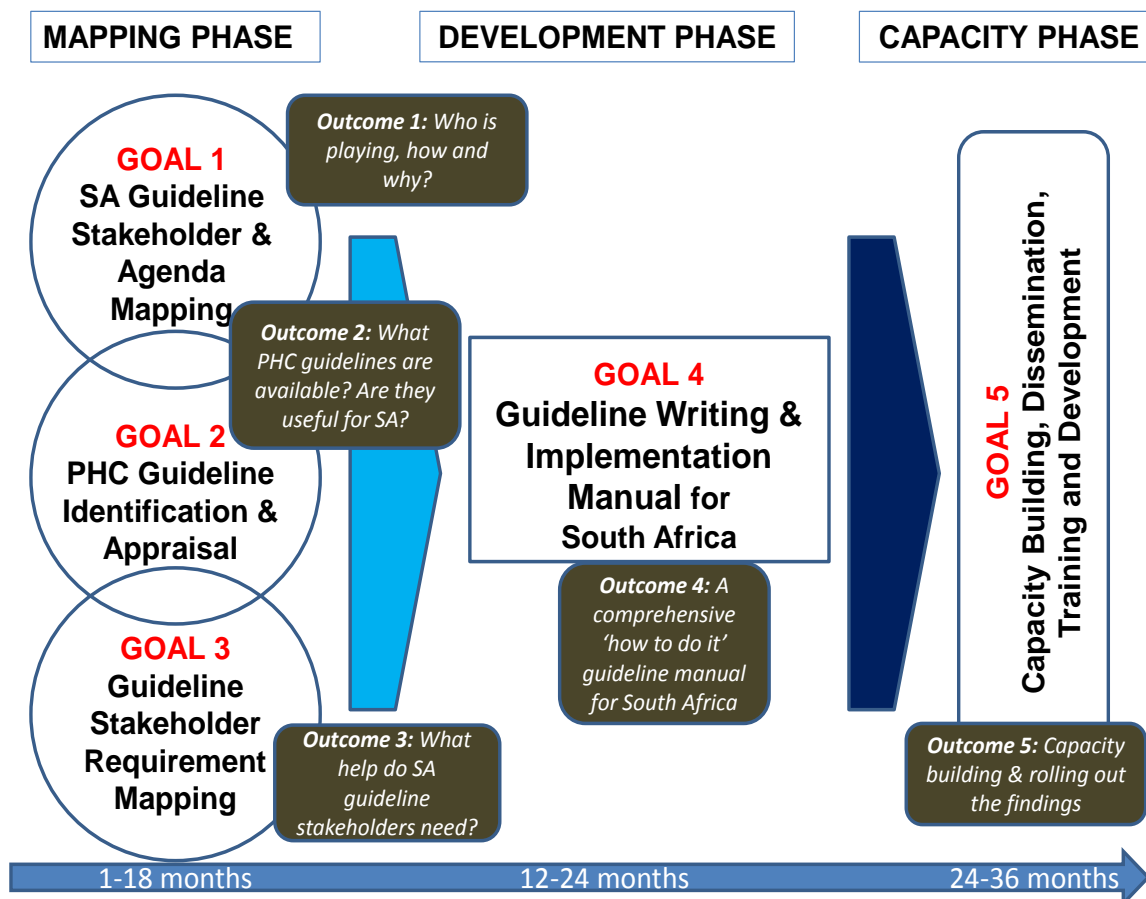 MAPPING PHASE
DEVELOPMENT PHASE
CAPACITY PHASE
GOAL 1
SA Guideline
Stakeholder &
Agenda
Mapping
Outcome 1: Who is
playing, how and
why?
GOAL 2
PHC Guideline
Identification &
Appraisal
Outcome 2: What
PHC guidelines are
available? Are they
useful for SA?
GOAL 3
Guideline
Stakeholder
Requirement
Mapping
Outcome 3: What
help do SA
guideline
stakeholders need?
GOAL 4
Guideline Writing &
Implementation
Manual for
South Africa
Outcome 4: A
comprehensive
‘how to do it’
guideline manual
for South Africa
GOAL 5
Capacity Building, Dissemination,
Training and Development
Outcome 5: Capacity
building & rolling out
the findings
1-18 months
12-24 months
24-36 months